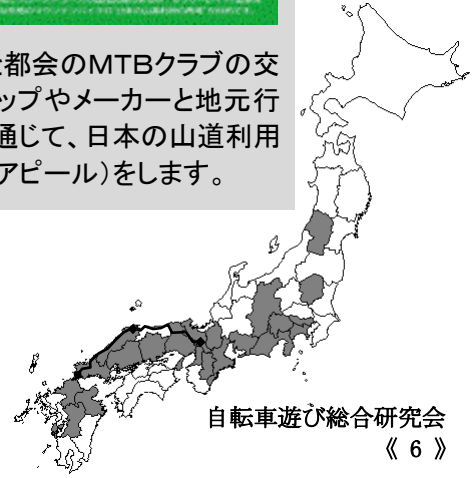 都会のMTBクラブの交
ップやメーカーと地元行
通じて、日本の山道利用
アピール）をします。
自転車遊び総合研究会
《 6 》